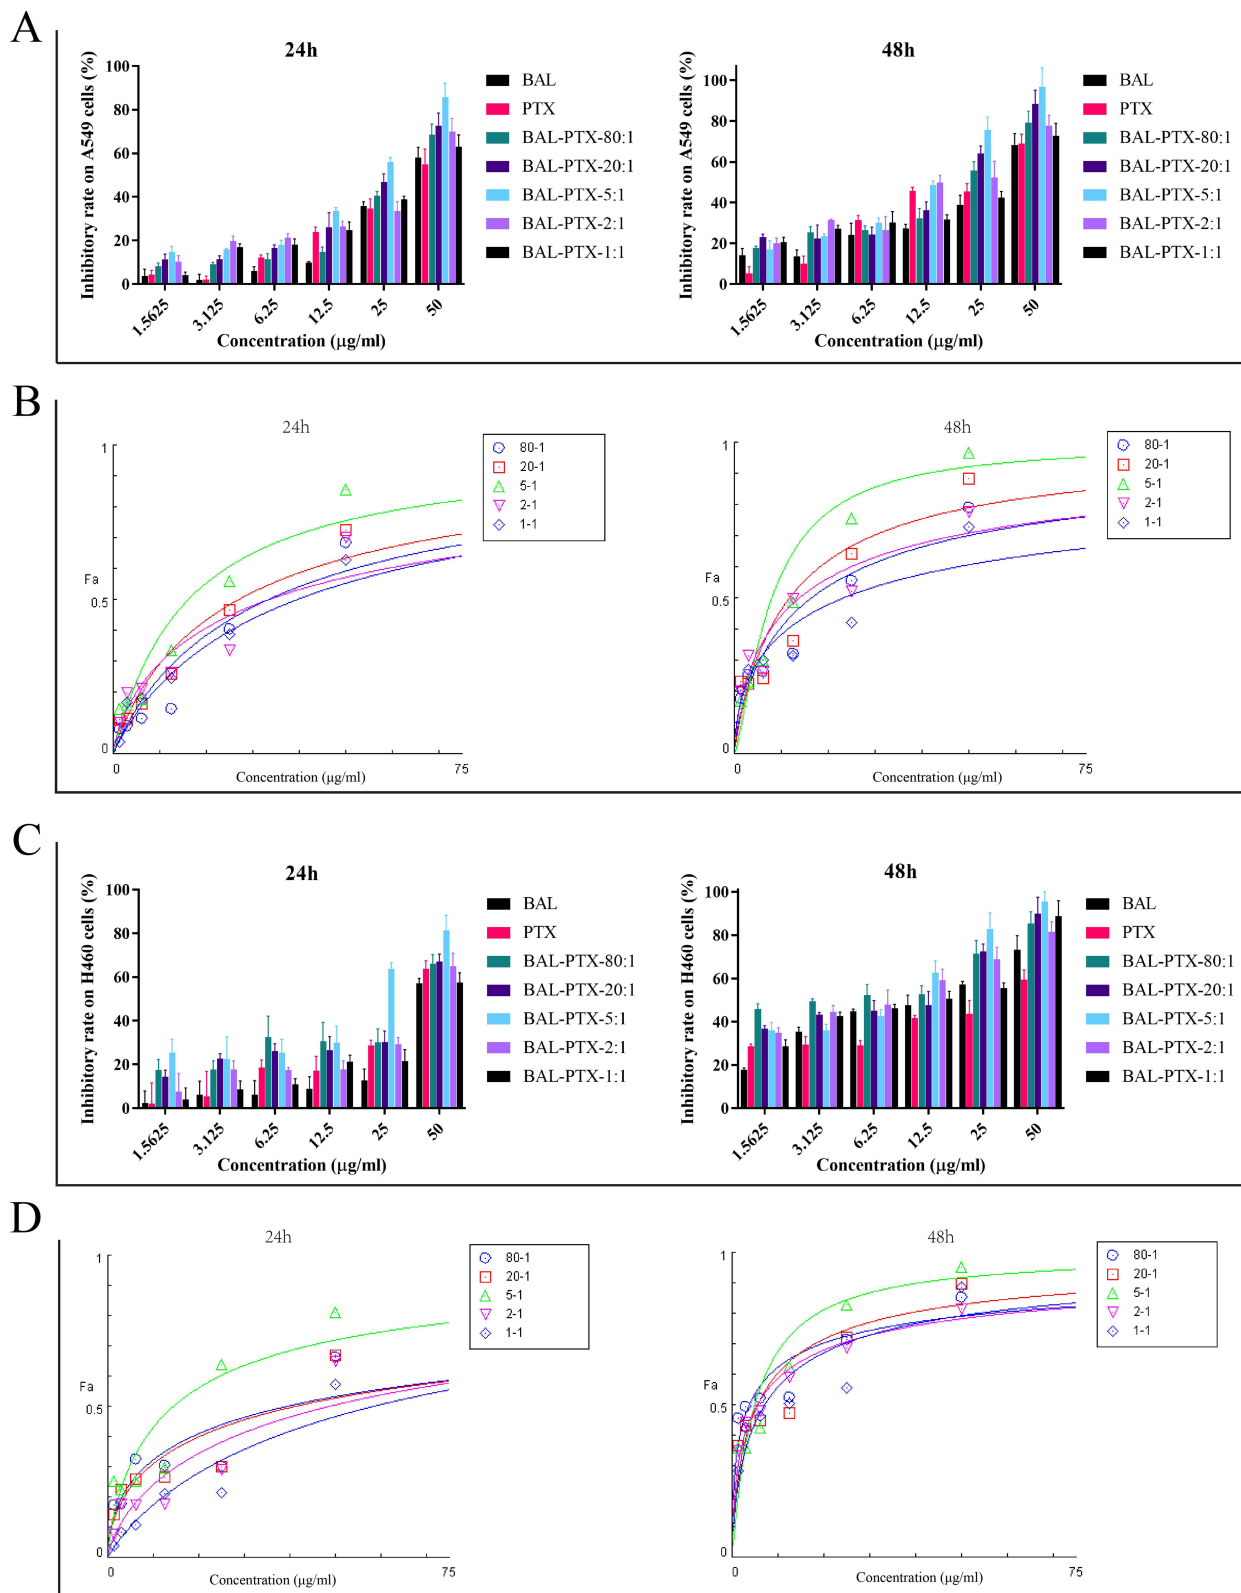 A
24h
Inhibitory rate on A549 cells (%)
100
80
60
40
20
0
1.5625
3.125
6.25
12.5
25
50
Concentration (μg/ml)
BAL
PTX
BAL-PTX-80:1
BAL-PTX-20:1
BAL-PTX-5:1
BAL-PTX-2:1
BAL-PTX-1:1
48h
Inhibitory rate on A549 cells (%)
100
80
60
40
20
0
1.5625
3.125
6.25
12.5
25
50
Concentration (μg/ml)
BAL
PTX
BAL-PTX-80:1
BAL-PTX-20:1
BAL-PTX-5:1
BAL-PTX-2:1
BAL-PTX-1:1
B
24h
1
Fa
0.5
0
0
75
Concentration (μg/ml)
80-1
20-1
5-1
2-1
1-1
48h
1
Fa
0.5
0
0
75
Concentration (μg/ml)
80-1
20-1
5-1
2-1
1-1
C
24h
Inhibitory rate on H460 cells (%)
100
80
60
40
20
0
1.5625
3.125
6.25
12.5
25
50
Concentration (μg/ml)
BAL
PTX
BAL-PTX-80:1
BAL-PTX-20:1
BAL-PTX-5:1
BAL-PTX-2:1
BAL-PTX-1:1
48h
Inhibitory rate on H460 cells (%)
100
80
60
40
20
0
1.5625
3.125
6.25
12.5
25
50
Concentration (μg/ml)
BAL
PTX
BAL-PTX-80:1
BAL-PTX-20:1
BAL-PTX-5:1
BAL-PTX-2:1
BAL-PTX-1:1
D
24h
1
Fa
0.5
0
0
75
Concentration (μg/ml)
80-1
20-1
5-1
2-1
1-1
48h
1
Fa
0.5
0
0
75
Concentration (μg/ml)
80-1
20-1
5-1
2-1
1-1